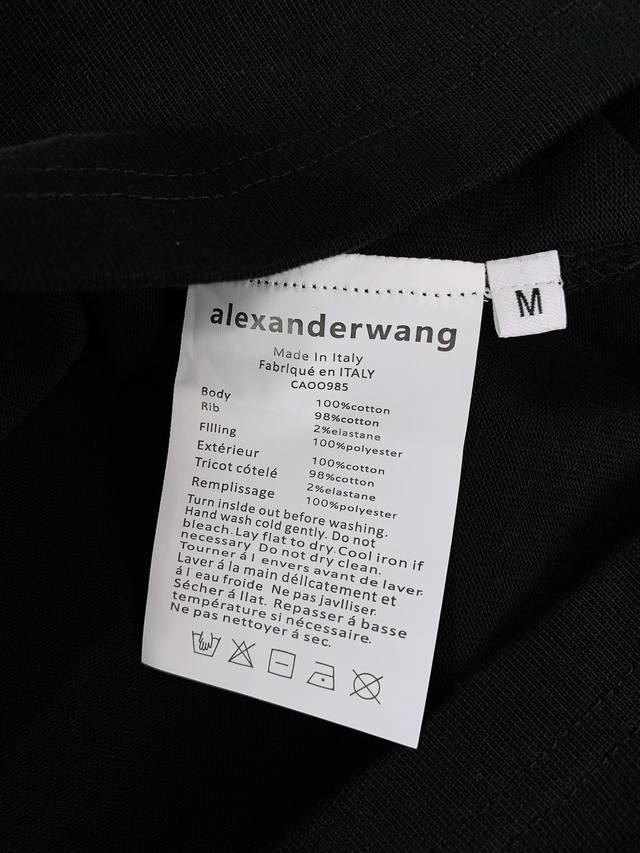 alexanderwang
M
Made In Italy
Fabrlqué en ITALY
CAOO985
Body 100%cotton
Rib 98%cotton
2%elastane
FIlling 100%polyester
Extérieur 100%cotton
Tricot côtelé 98%cotton
2%elastane
Remplissage 100%polyester
Turn inslde out before washing.
Hand wash cold gently. Do not
bleach.Lay flat to dry.Cool iron if
necessary Do not dry clean.
Tourner á l envers avant de laver.
Laver á la main délIcatement et
á l'eau froide Ne pas javlliser.
Sécher á llat. Repasser á basse
température si nécessaire.
Ne pas nettoyer á sec.